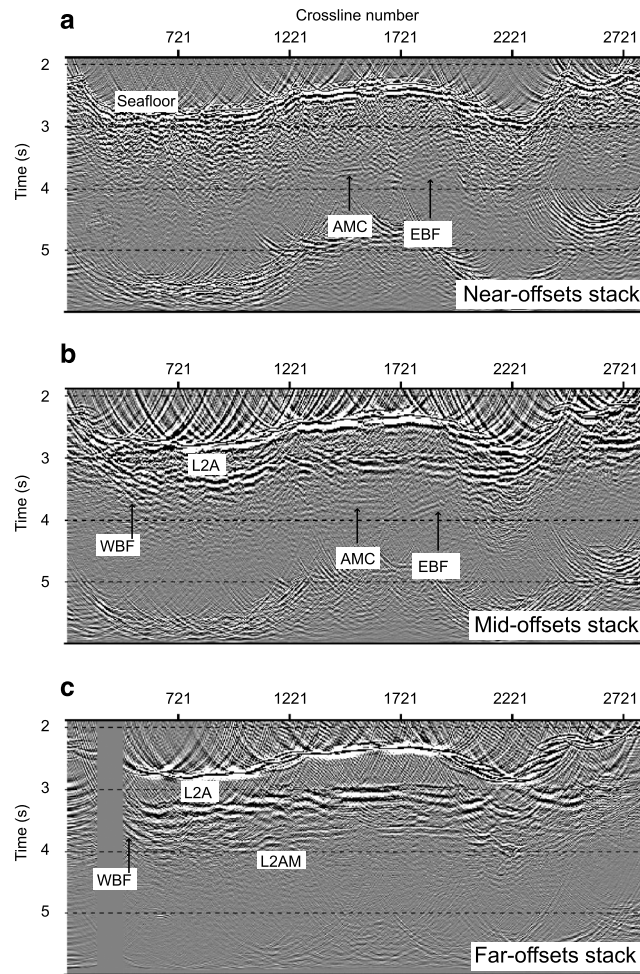 a
Crossline number
721 1221 1721 2221 2721
2
Seafloor
3
Time (s)
4
AMC
EBF
5
Near-offsets stack
b
721 1221 1721 2221 2721
2
L2A
3
Time (s)
WBF
4
AMC
EBF
5
Mid-offsets stack
c
721 1221 1721 2221 2721
2
3
L2A
Time (s)
4
L2AM
WBF
5
Far-offsets stack